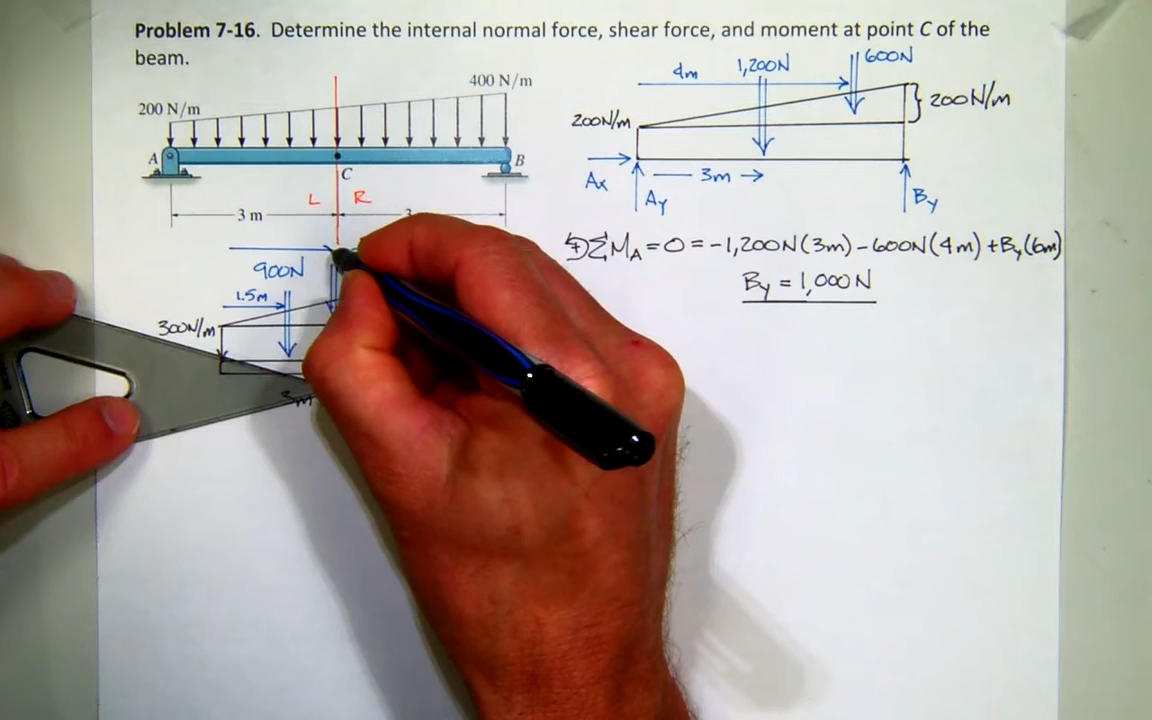 Problem 7-16. Determine the internal normal force, shear force, and moment at point C of the
beam.
200 N/m
400 N/m
A
B
C
L R
3 m
4m
1,200N
600N
200N/m
200N/m
Ax
Ay
3m
By
+ΣMA = 0 = -1,200N(3m) - 600N(4m) + By(6m)
By = 1,000N
900N
1.5m
300N/m